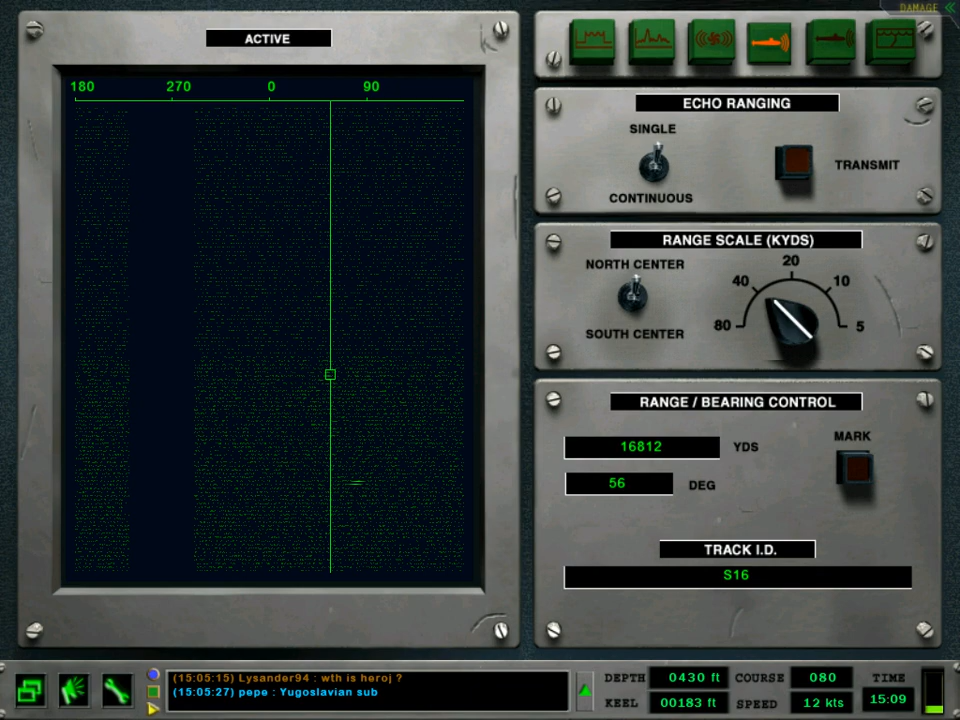 DAMAGE
ACTIVE
180 270 0 90
ECHO RANGING
SINGLE
TRANSMIT
CONTINUOUS
RANGE SCALE (KYDS)
NORTH CENTER
SOUTH CENTER
20
40 10
80 5
RANGE / BEARING CONTROL
16812 YDS
MARK
56 DEG
TRACK I.D.
S16
(15:05:15) Lysander94 : wth is heroj ?
(15:05:27) pepe : Yugoslavian sub
DEPTH 0430 ft COURSE 080 TIME
KEEL 00183 ft SPEED 12 kts 15:09